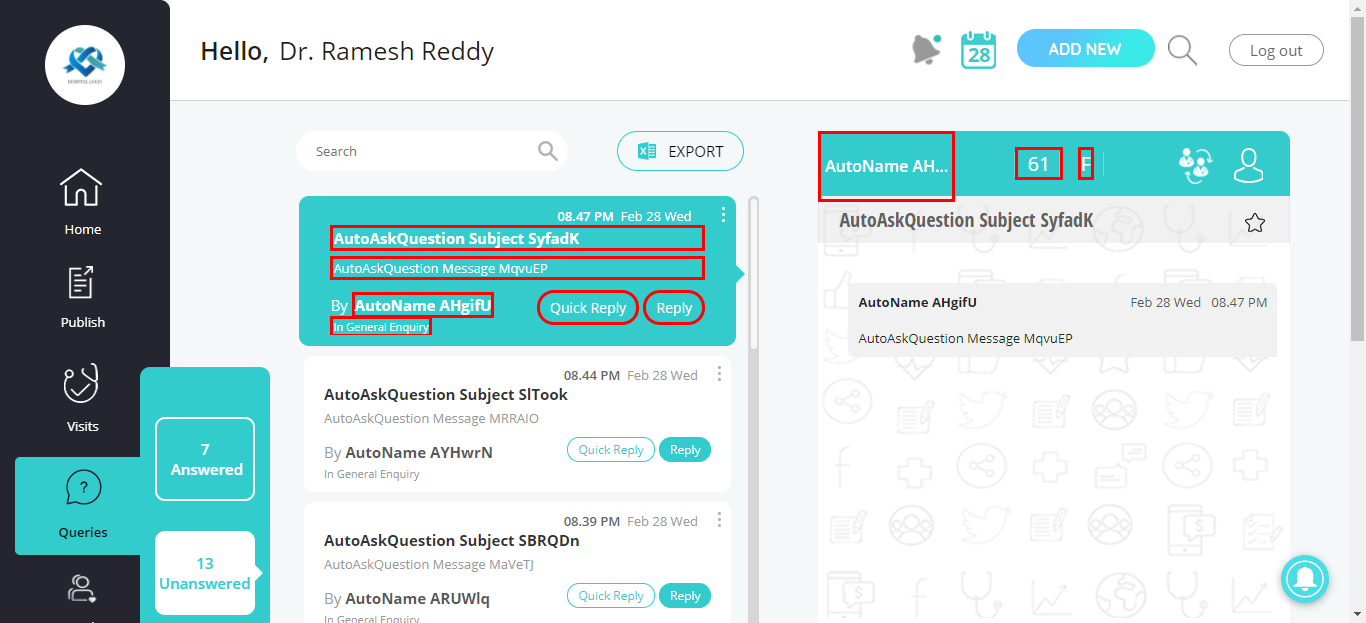 HOSPITAL LOGO
Hello, Dr. Ramesh Reddy
28
ADD NEW
Log out
Home
Publish
Visits
?
Queries
7
Answered
13
Unanswered
Search
EXPORT
08.47 PM Feb 28 Wed
AutoAskQuestion Subject SyfadK
AutoAskQuestion Message MqvuEP
By AutoName AHgifU
Quick Reply
Reply
In General Enquiry
08.44 PM Feb 28 Wed
AutoAskQuestion Subject SlTook
AutoAskQuestion Message MRRAIO
By AutoName AYHwrN
Quick Reply
Reply
In General Enquiry
08.39 PM Feb 28 Wed
AutoAskQuestion Subject SBRQDn
AutoAskQuestion Message MaVeTJ
By AutoName ARUWlq
Quick Reply
Reply
In General Enquiry
AutoName AH...
61
F
AutoAskQuestion Subject SyfadK
AutoName AHgifU
Feb 28 Wed 08.47 PM
AutoAskQuestion Message MqvuEP